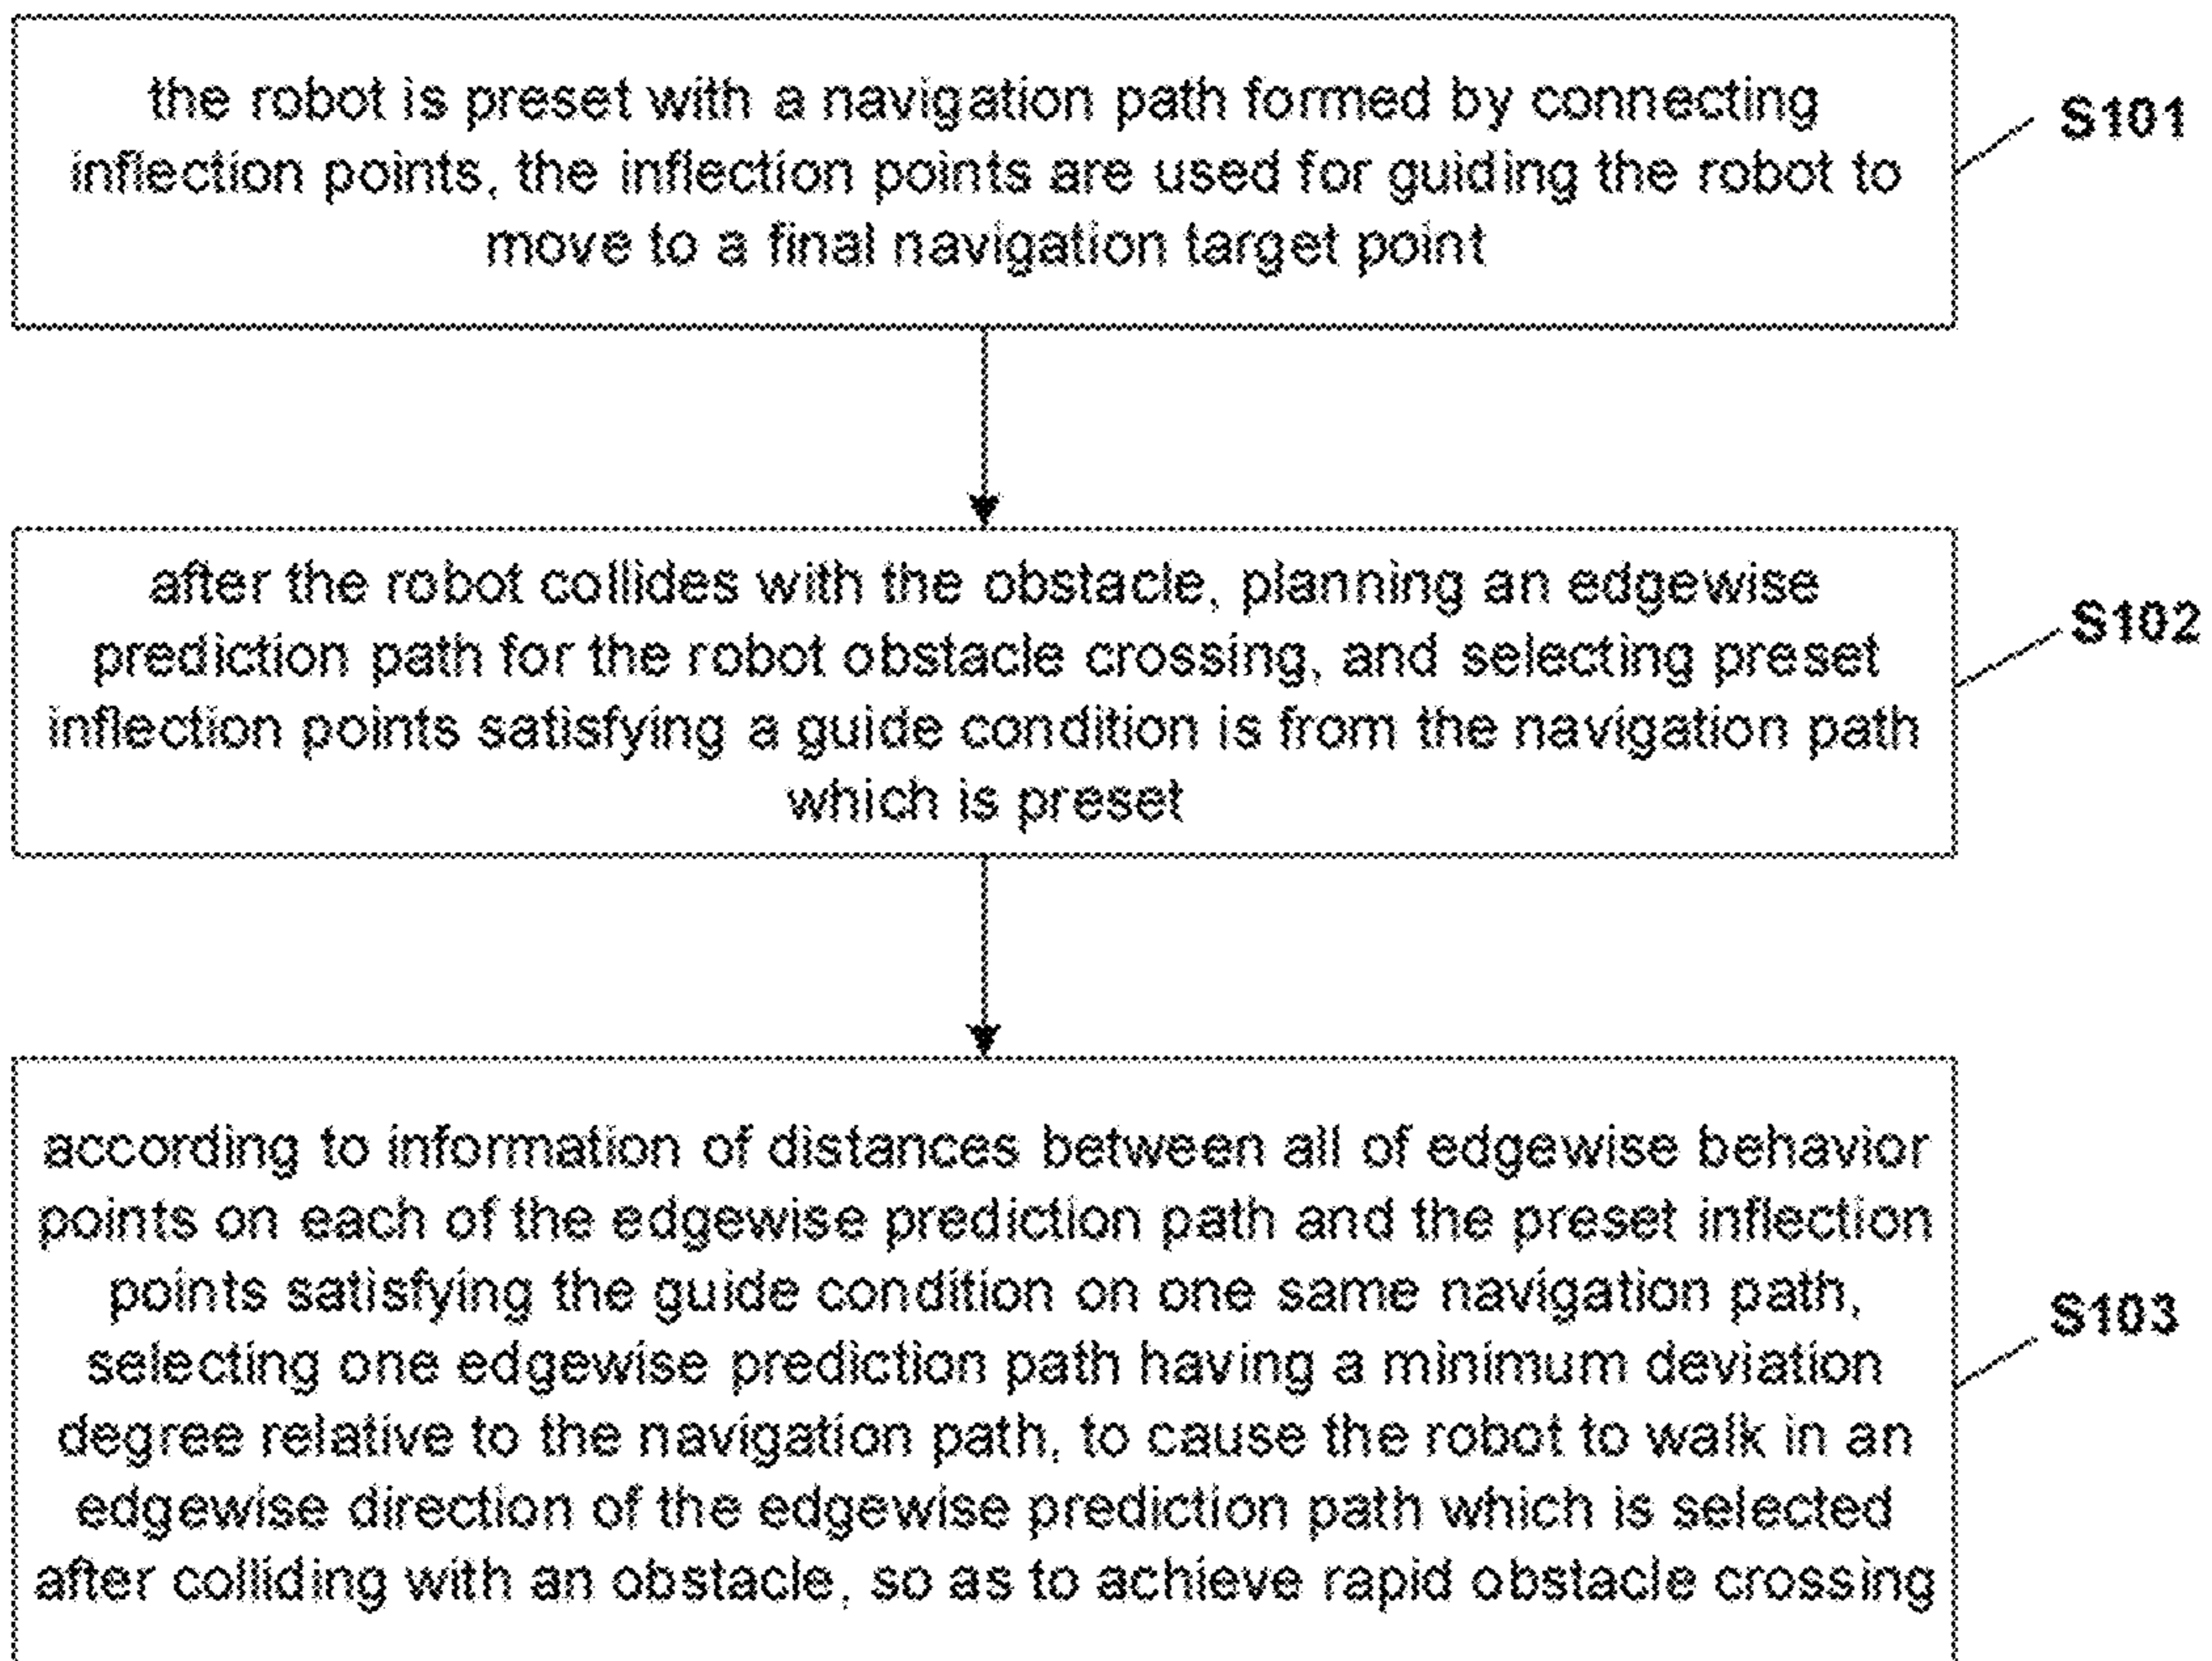 the robot is preset with a navigation path formed by connecting
inflection points, the inflection points are used for guiding the robot to
move to a final navigation target point
S101
after the robot collides with the obstacle, planning an edgewise
prediction path for the robot obstacle crossing, and selecting preset
inflection points satisfying a guide condition is from the navigation path
which is preset
S102
according to information of distances between all of edgewise behavior
points on each of the edgewise prediction path and the preset inflection
points satisfying the guide condition on one same navigation path,
selecting one edgewise prediction path having a minimum deviation
degree relative to the navigation path, to cause the robot to walk in an
edgewise direction of the edgewise prediction path which is selected
after colliding with an obstacle, so as to achieve rapid obstacle crossing
S103